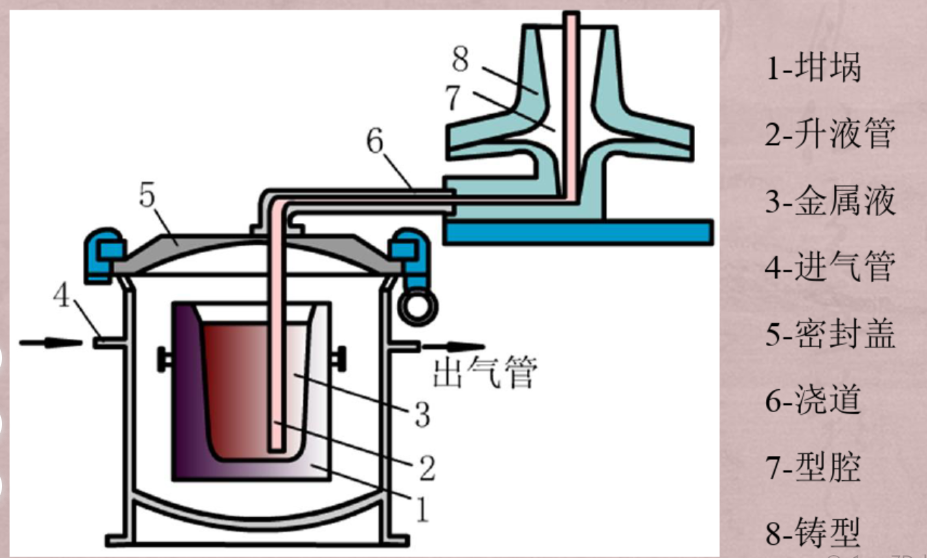 8
7
6
5
4
出气管
3
2
1
1-坩埚
2-升液管
3-金属液
4-进气管
5-密封盖
6-浇道
7-型腔
8-铸型